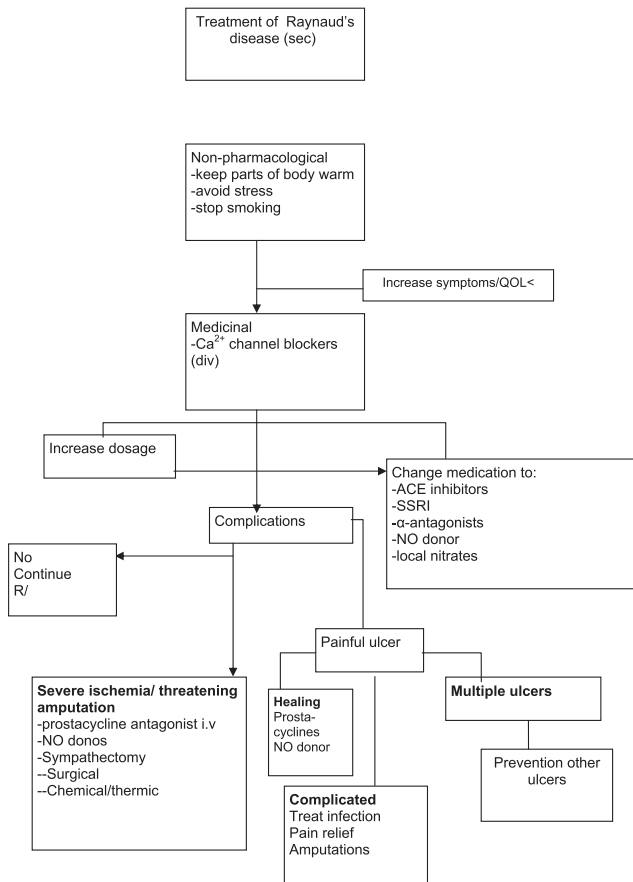 Treatment of Raynaud's
disease (sec)
Non-pharmacological
-keep parts of body warm
-avoid stress
-stop smoking
Increase symptoms/QOL<
Medicinal
-Ca²⁺ channel blockers
(div)
Increase dosage
Change medication to:
-ACE inhibitors
-SSRI
-α-antagonists
-NO donor
-local nitrates
Complications
No
Continue
R/
Painful ulcer
Severe ischemia/ threatening
amputation
-prostacycline antagonist i.v
-NO donos
-Sympathectomy
--Surgical
--Chemical/thermic
Healing
Prosta-
cyclines
NO donor
Multiple ulcers
Prevention other
ulcers
Complicated
Treat infection
Pain relief
Amputations